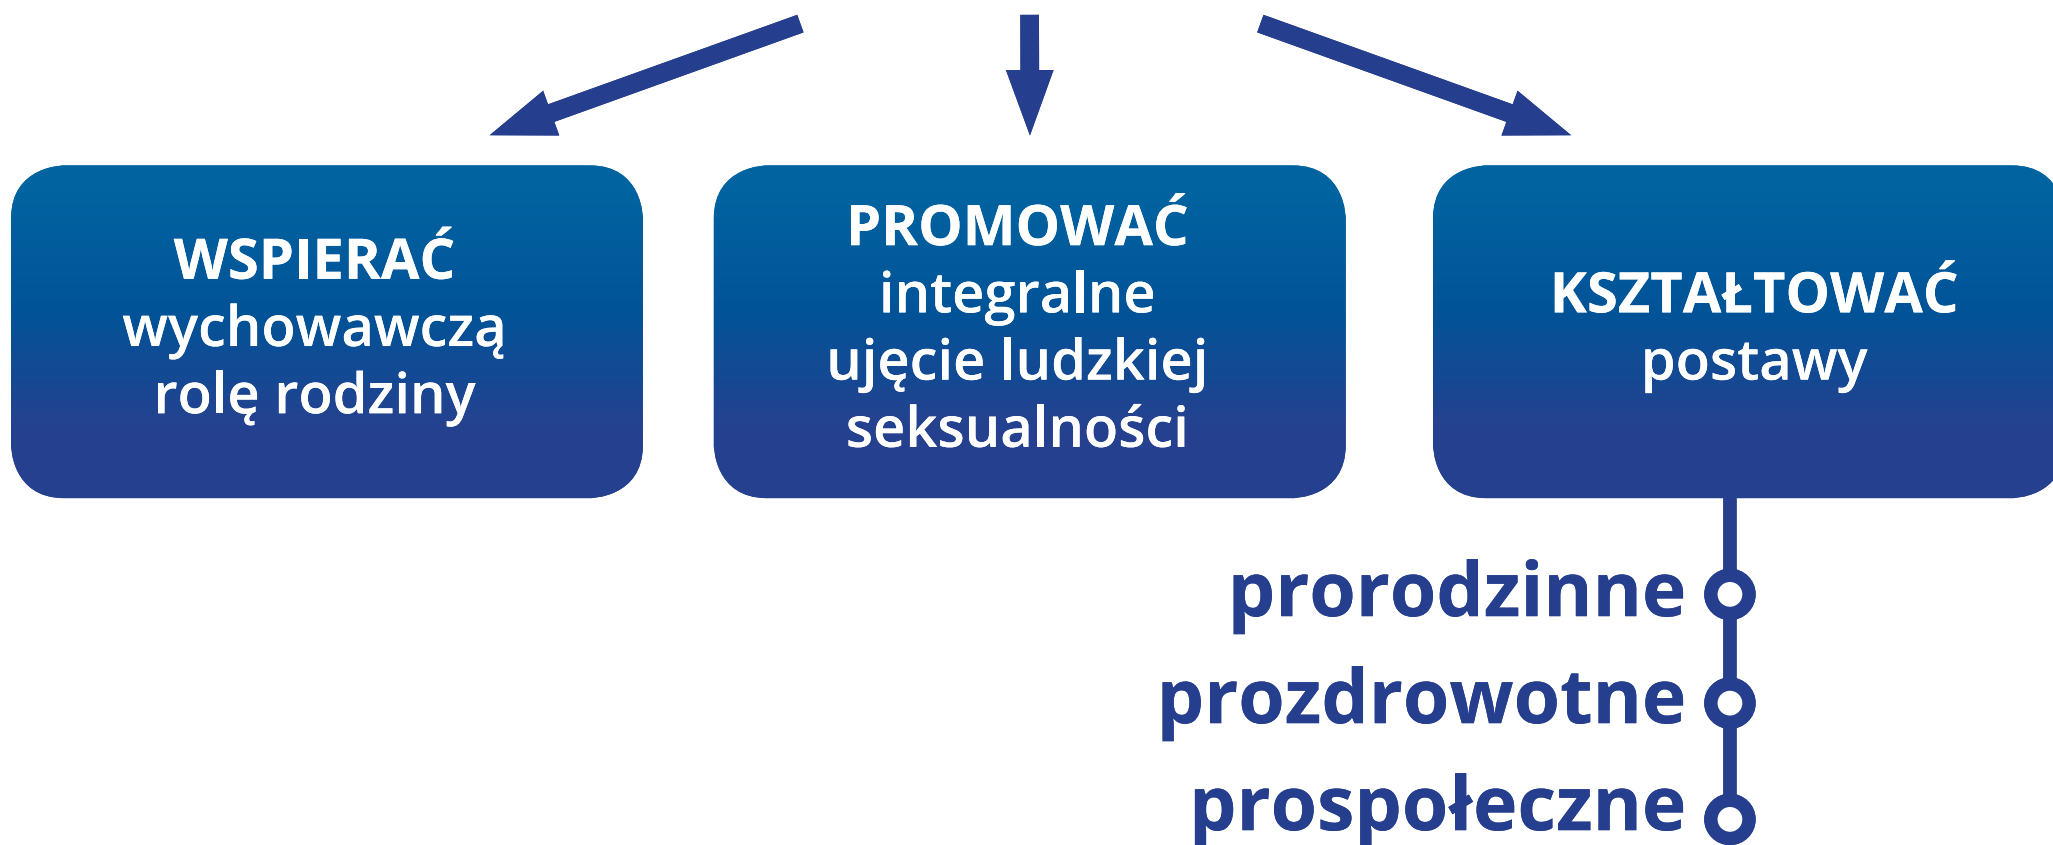 WSPIERAĆ
wychowawczą
rolę rodziny
PROMOWAĆ
integralne
ujęcie ludzkiej
seksualności
KSZTAŁTOWAĆ
postawy
prorodzinne
prozdrowotne
prospołeczne